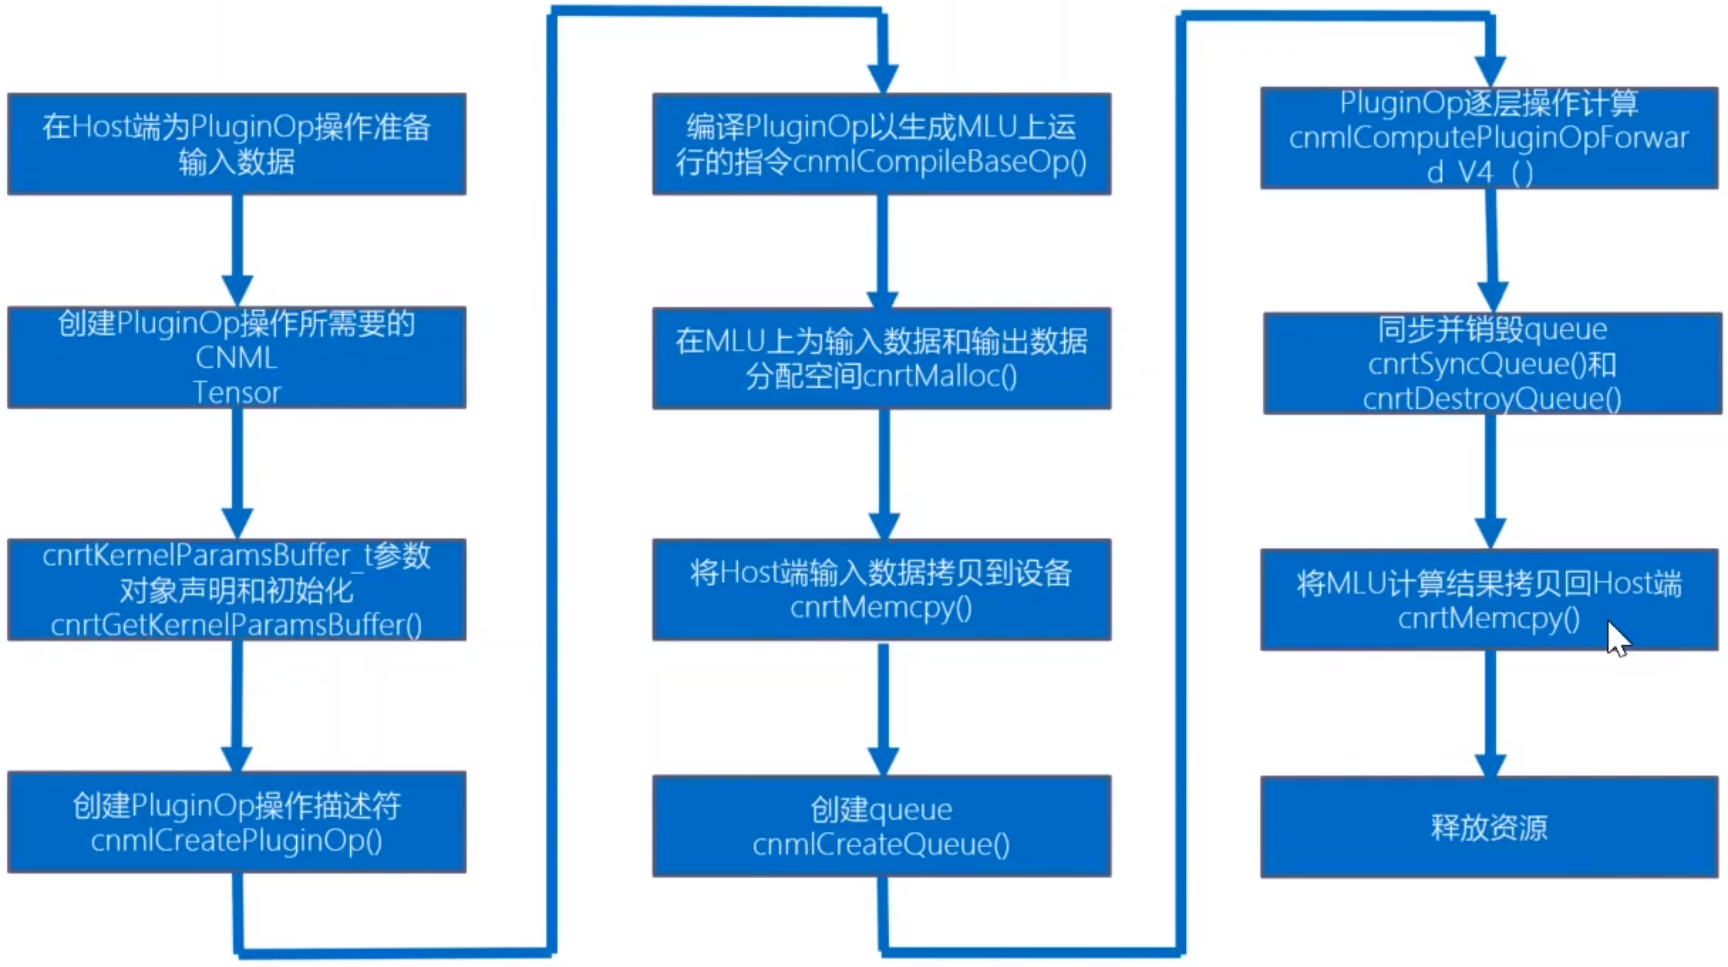 在Host端为PluginOp操作准备
输入数据
创建PluginOp操作所需要的
CNML
Tensor
cnrtKernelParamsBuffer_t参数
对象声明和初始化
cnrtGetKernelParamsBuffer()
创建PluginOp操作描述符
cnmlCreatePluginOp()
编译PluginOp以生成MLU上运
行的指令cnmlCompileBaseOp()
在MLU上为输入数据和输出数据
分配空间cnrtMalloc()
将Host端输入数据拷贝到设备
cnrtMemcpy()
创建queue
cnmlCreateQueue()
PluginOp逐层操作计算
cnmlComputePluginOpForwar
d_V4（）
同步并销毁queue
cnrtSyncQueue()和
cnrtDestroyQueue()
将MLU计算结果拷贝回Host端
cnrtMemcpy()
释放资源